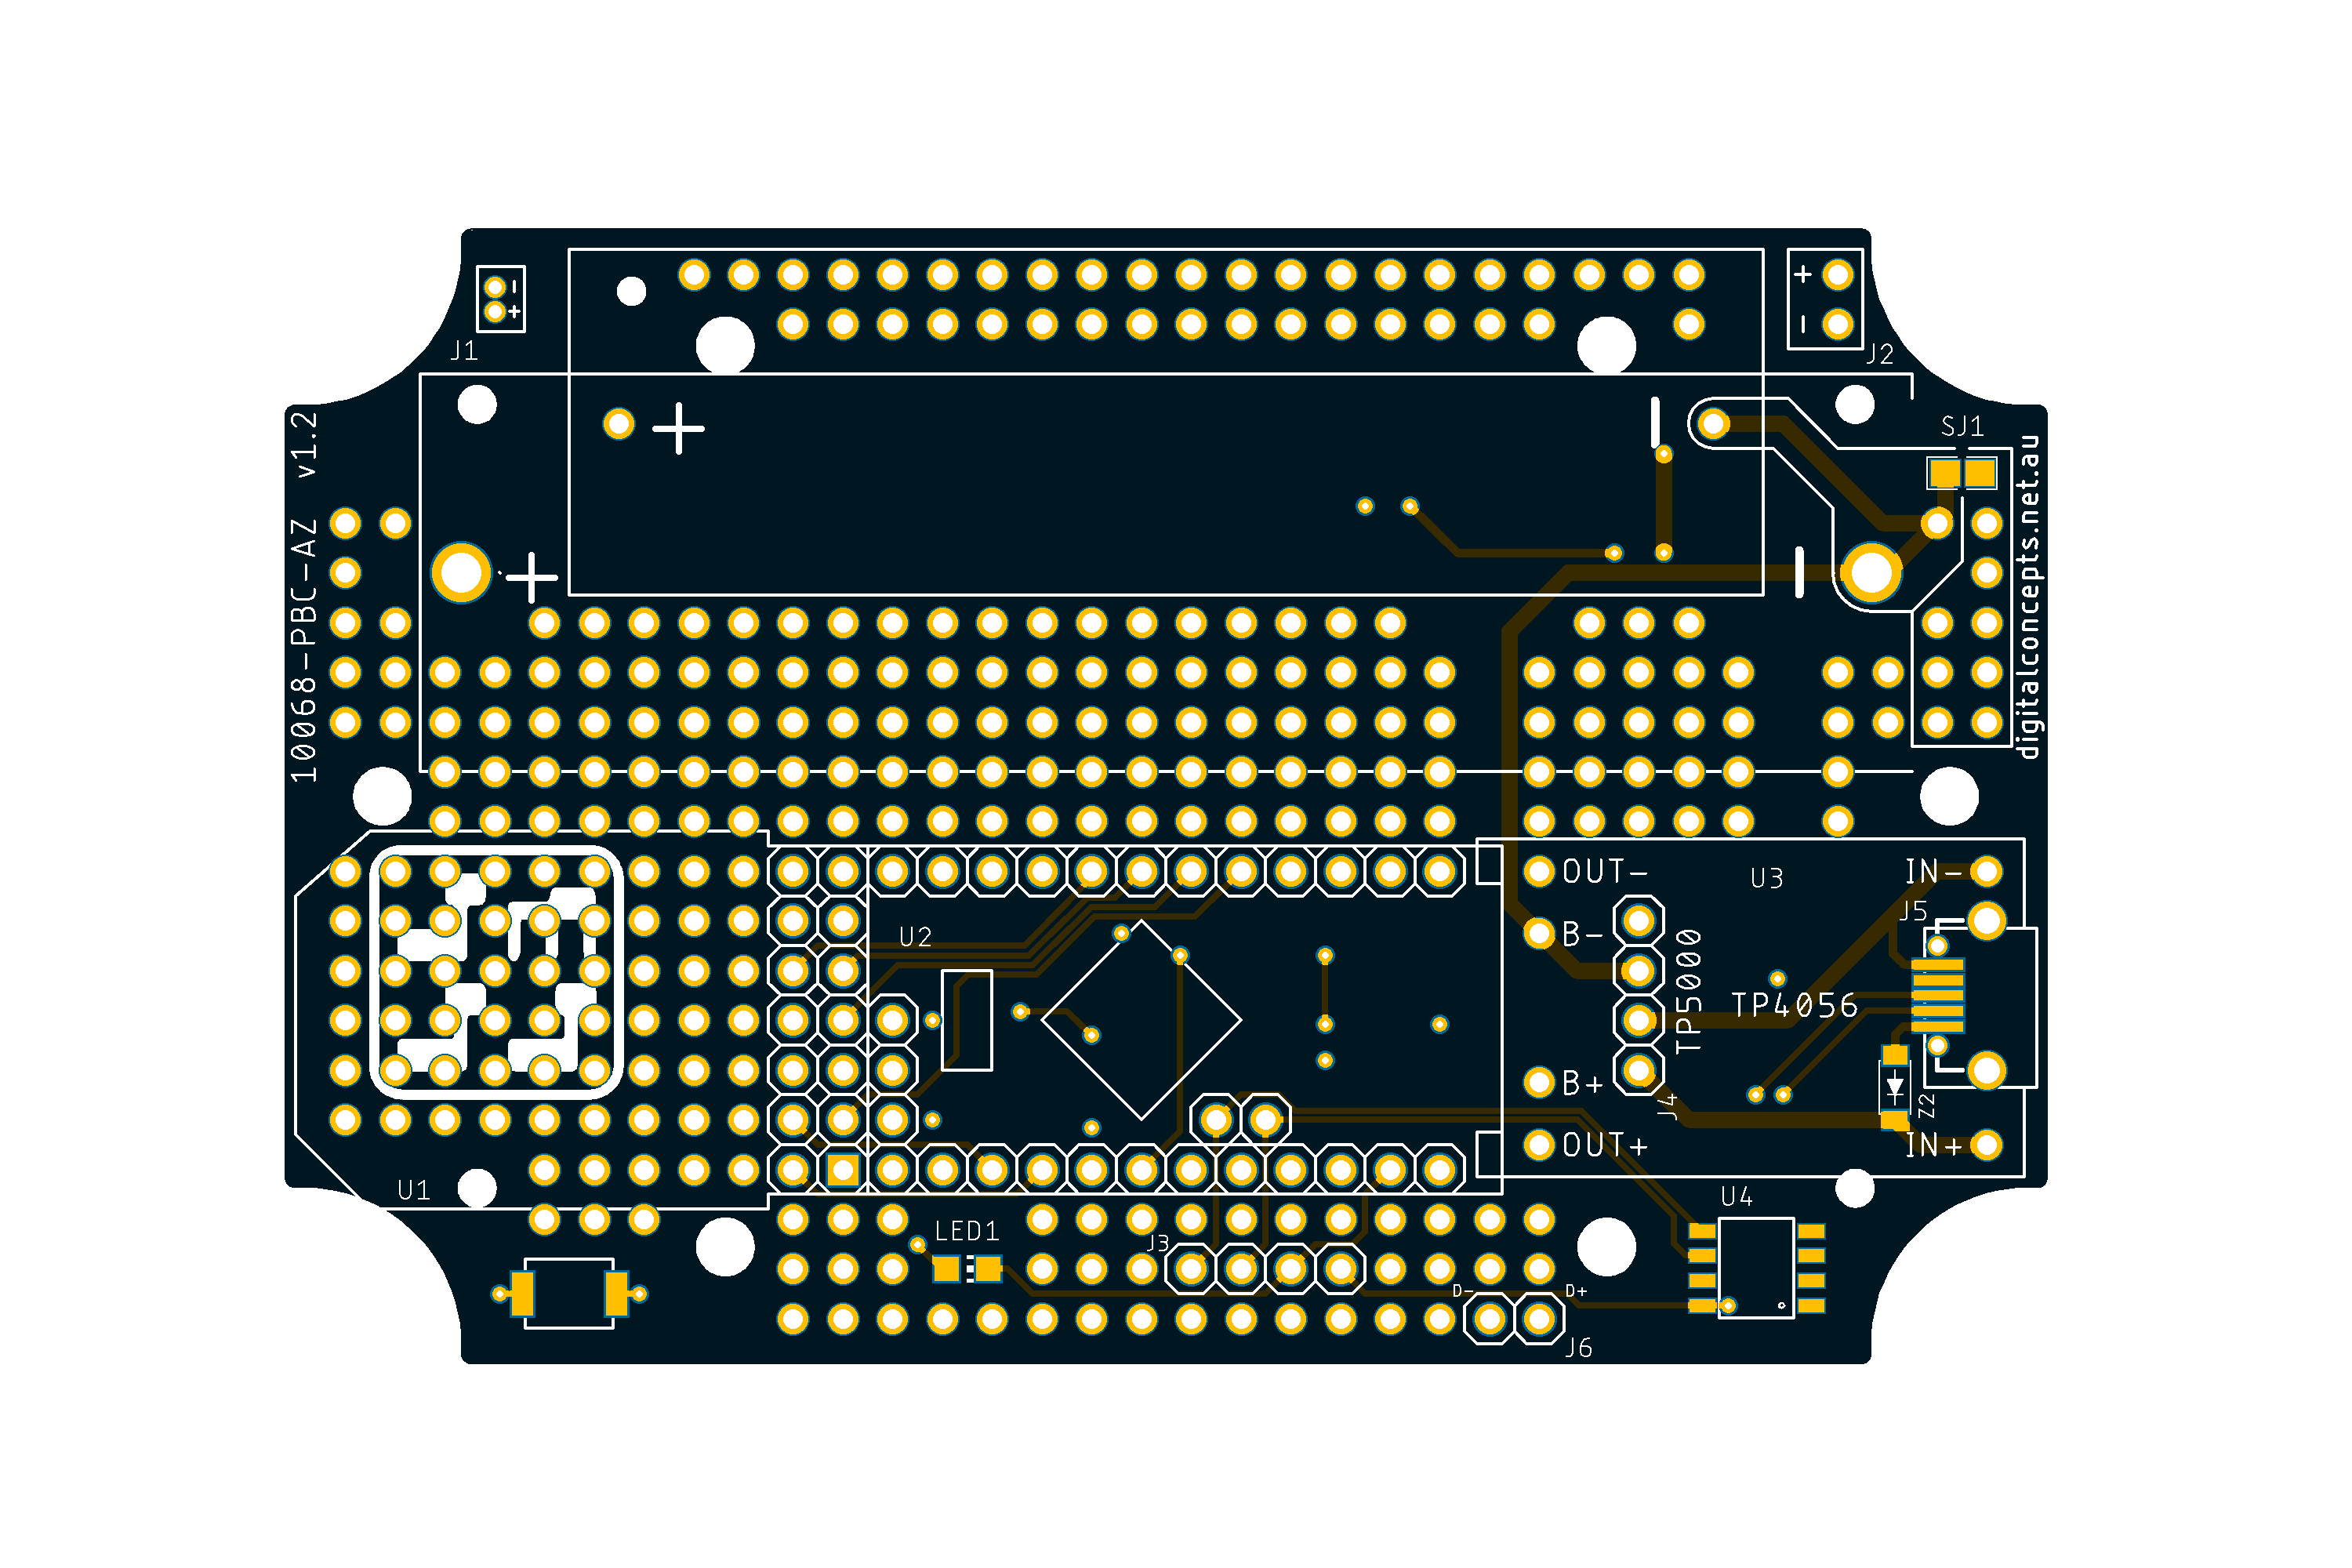 -
+
J1
+
-
J2
10068-PBC-AZ v1.2
+
-
SJ1
digitalconcepts.net.au
+
-
OUT-
U3
IN-
J5
U2
B-
TP5000
TP4056
B+
J4
Z2
OUT+
IN+
U1
U4
LED1
J3
D-
D+
J6